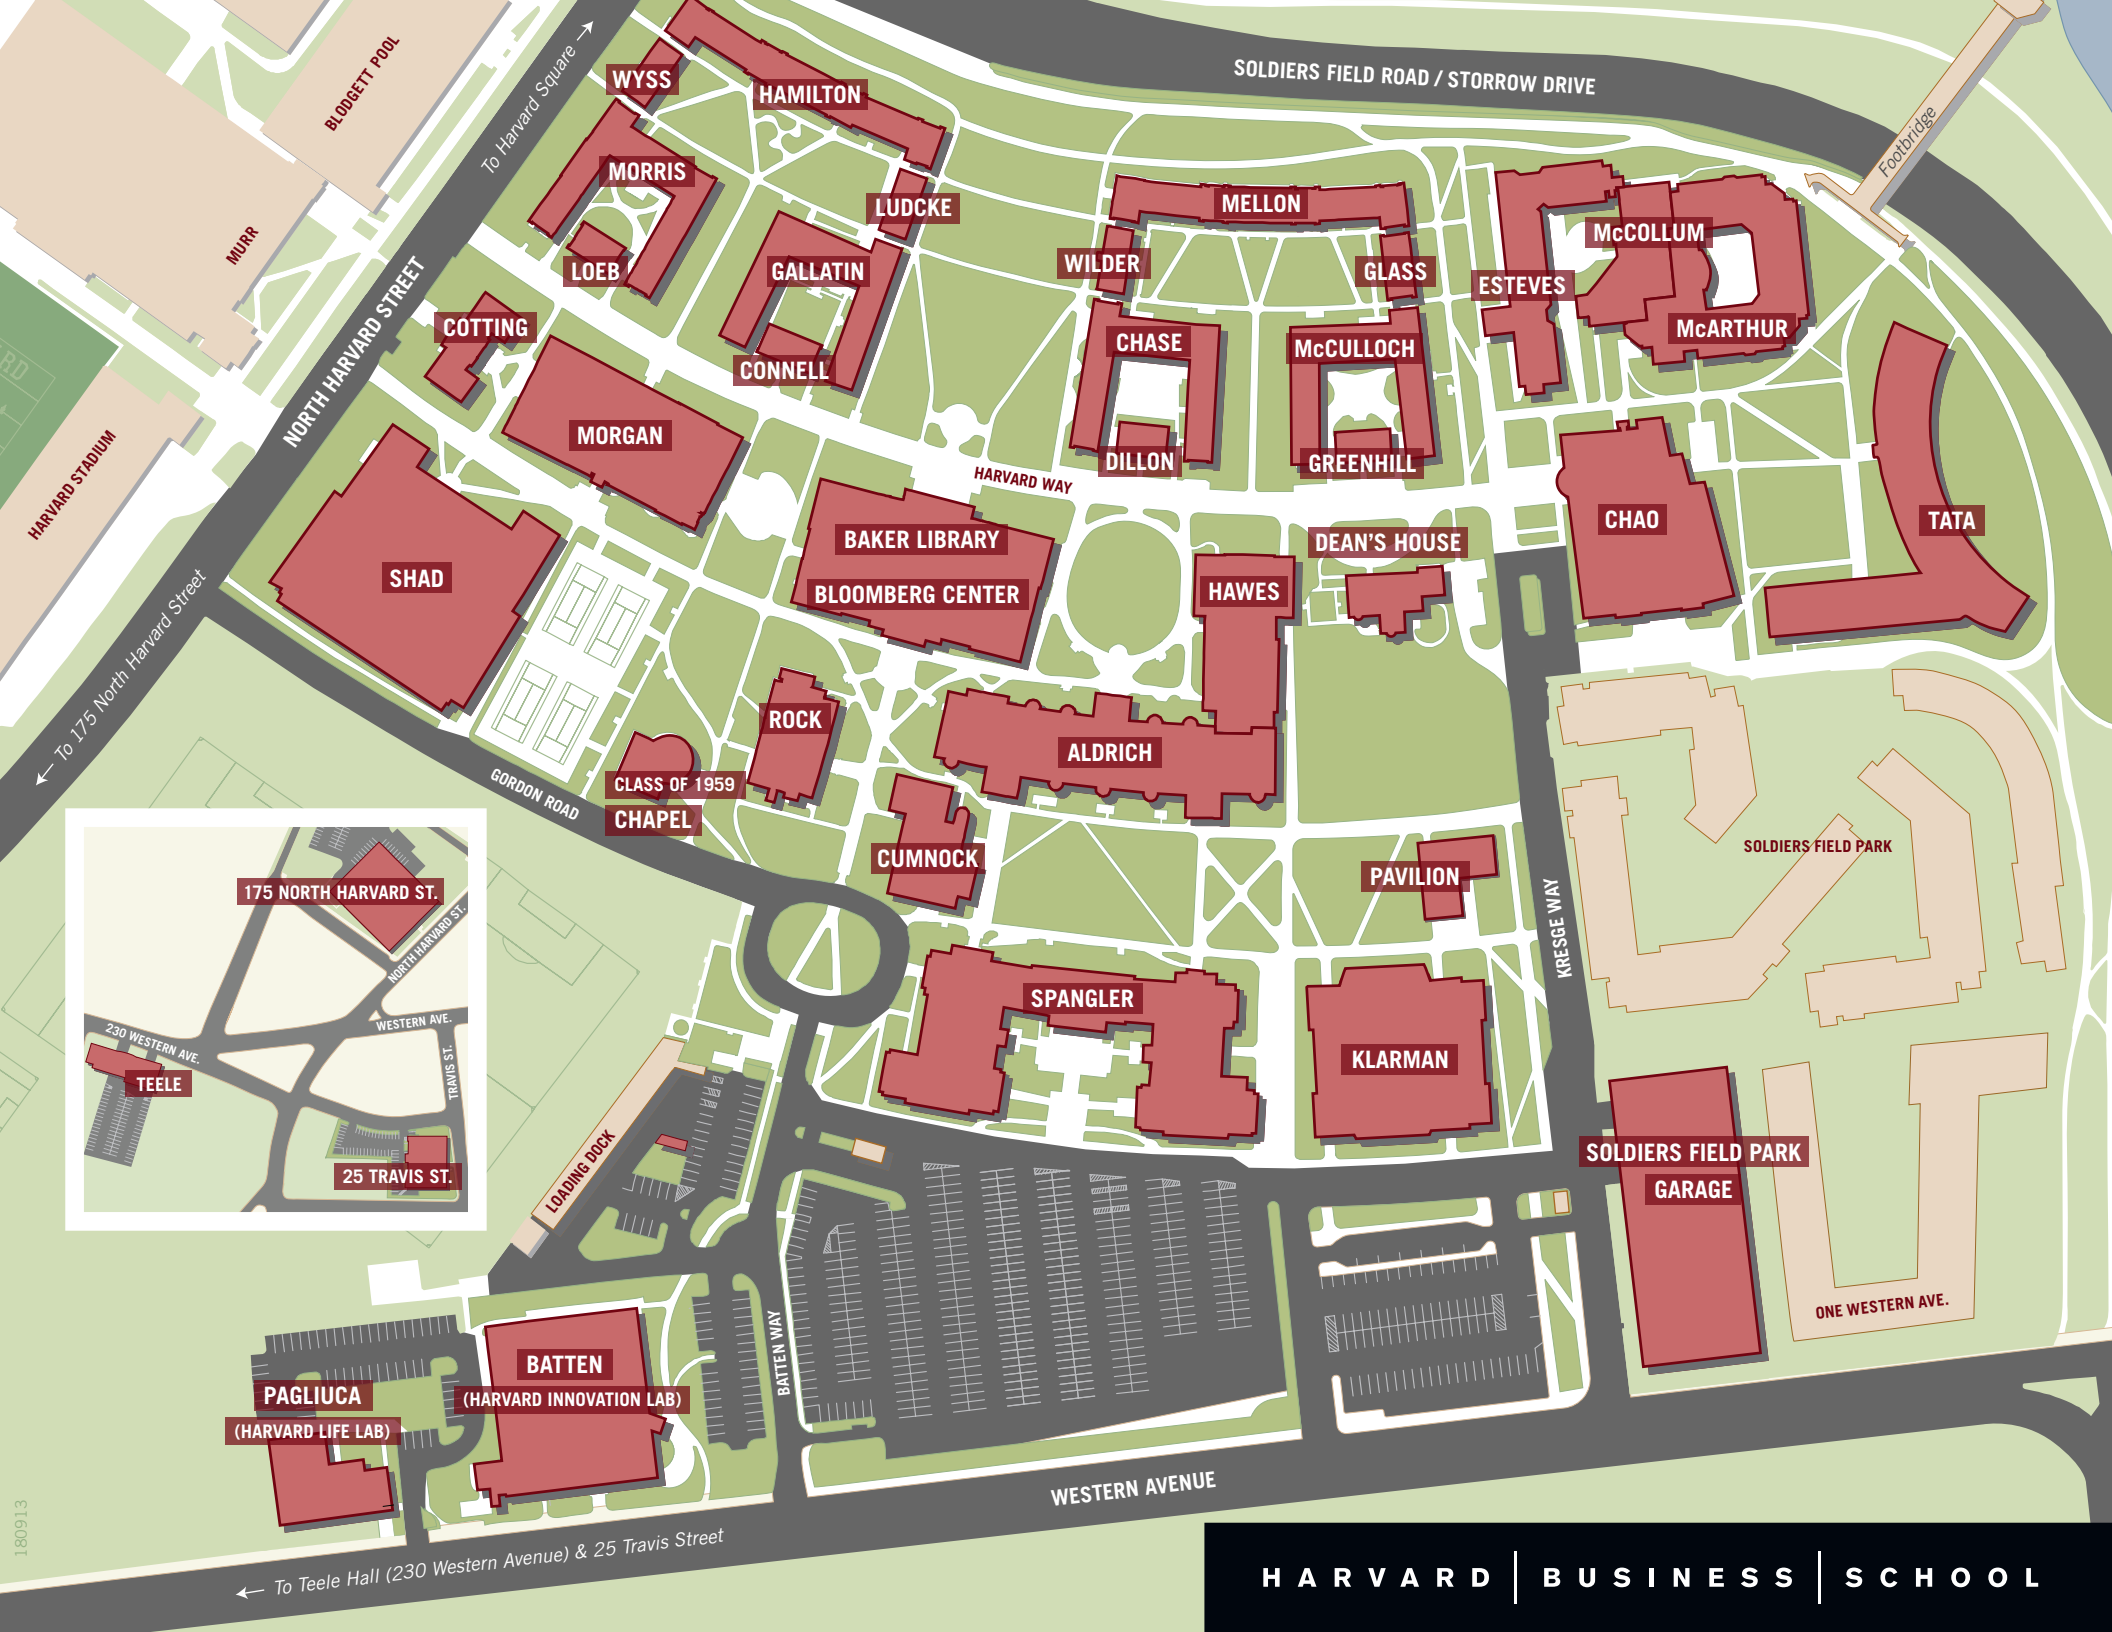 BLODGETT POOL
To Harvard Square
WYSS
HAMILTON
SOLDIERS FIELD ROAD / STORROW DRIVE
Footbridge
MORRIS
LUDCKE
MELLON
McCOLLUM
MURR
LOEB
GALLATIN
WILDER
GLASS
ESTEVES
COTTING
CONNELL
CHASE
McCULLOCH
McARTHUR
NORTH HARVARD STREET
MORGAN
DILLON
GREENHILL
HARVARD WAY
HARVARD STADIUM
BAKER LIBRARY
BLOOMBERG CENTER
DEAN'S HOUSE
CHAO
TATA
SHAD
HAWES
To 175 North Harvard Street
ROCK
ALDRICH
GORDON ROAD
CLASS OF 1959
CHAPEL
CUMNOCK
PAVILION
SOLDIERS FIELD PARK
KRESGE WAY
175 NORTH HARVARD ST.
NORTH HARVARD ST.
WESTERN AVE.
230 WESTERN AVE.
TRAVIS ST.
TEELE
25 TRAVIS ST.
SPANGLER
KLARMAN
LOADING DOCK
SOLDIERS FIELD PARK
GARAGE
ONE WESTERN AVE.
BATTEN WAY
BATTEN
(HARVARD INNOVATION LAB)
PAGLIUCA
(HARVARD LIFE LAB)
WESTERN AVENUE
To Teele Hall (230 Western Avenue) & 25 Travis Street
180913
HARVARD | BUSINESS | SCHOOL